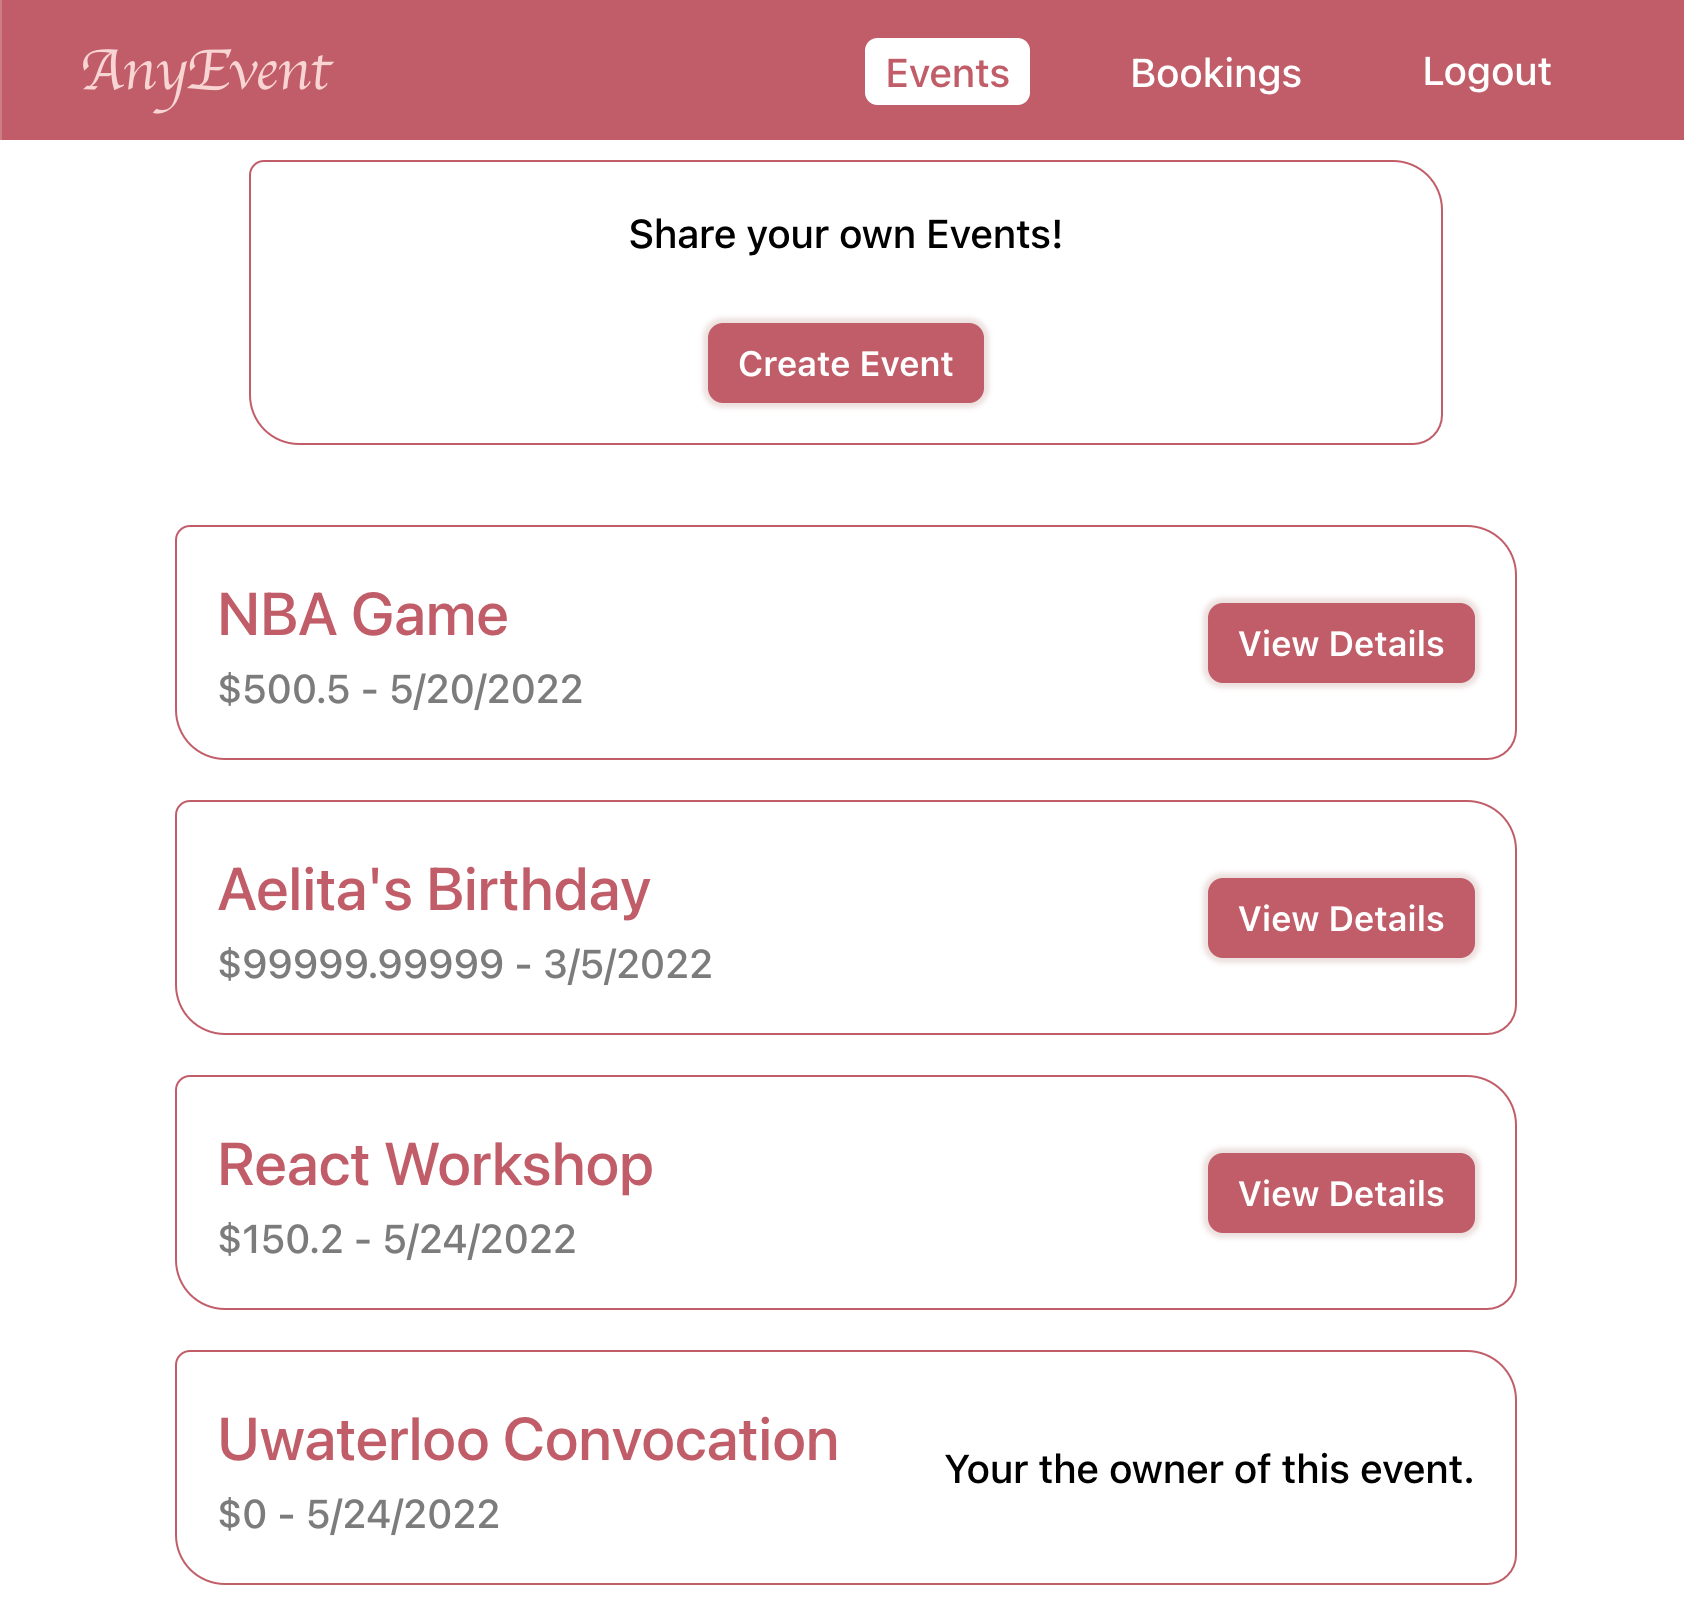 AnyEvent
Events
Bookings
Logout
Share your own Events!
Create Event
NBA Game
$500.5 - 5/20/2022
View Details
Aelita's Birthday
$99999.99999 - 3/5/2022
View Details
React Workshop
$150.2 - 5/24/2022
View Details
Uwaterloo Convocation
$0 - 5/24/2022
Your the owner of this event.